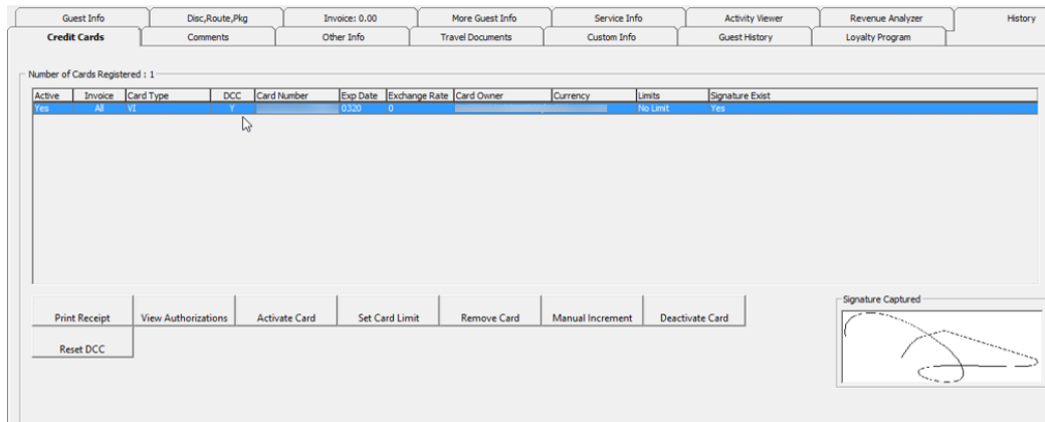 Guest Info Disc,Route,Pkg Invoice: 0.00 More Guest Info Service Info Activity Viewer Revenue Analyzer History
Credit Cards Comments Other Info Travel Documents Custom Info Guest History Loyalty Program
Number of Cards Registered : 1
Active Invoice Card Type DCC Card Number Exp Date Exchange Rate Card Owner Currency Limits Signature Exist
Yes All VI Y 0320 0 No Limit Yes
Print Receipt View Authorizations Activate Card Set Card Limit Remove Card Manual Increment Deactivate Card
Signature Captured
Reset DCC